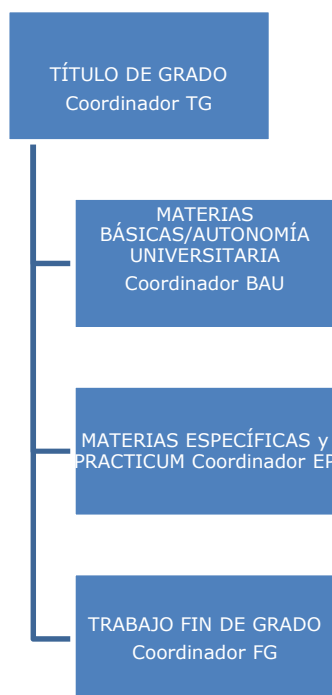 TÍTULO DE GRADO
Coordinador TG
MATERIAS
BÁSICAS/AUTONOMÍA
UNIVERSITARIA
Coordinador BAU
MATERIAS ESPECÍFICAS y
PRACTICUM Coordinador EP
TRABAJO FIN DE GRADO
Coordinador FG